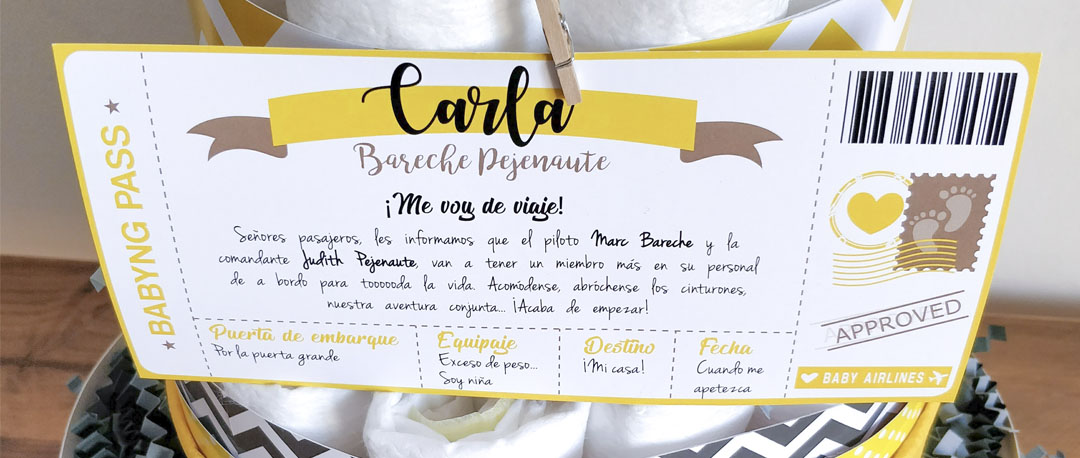 ★ BABYNG PASS ★
Carla
Bareche Pejenaute
¡Me voy de viaje!
Señores pasajeros, les informamos que el piloto Marc Bareche y la
comandante Judith Pejenaute, van a tener un miembro más en su personal
de a bordo para toooooda la vida. Acomódense, abróchense los cinturones,
nuestra aventura conjunta... ¡Acaba de empezar!
Puerta de embarque
Por la puerta grande
Equipaje
Exceso de peso...
Soy niña
Destino
¡Mi casa!
Fecha
Cuando me
apetezca
APPROVED
BABY AIRLINES